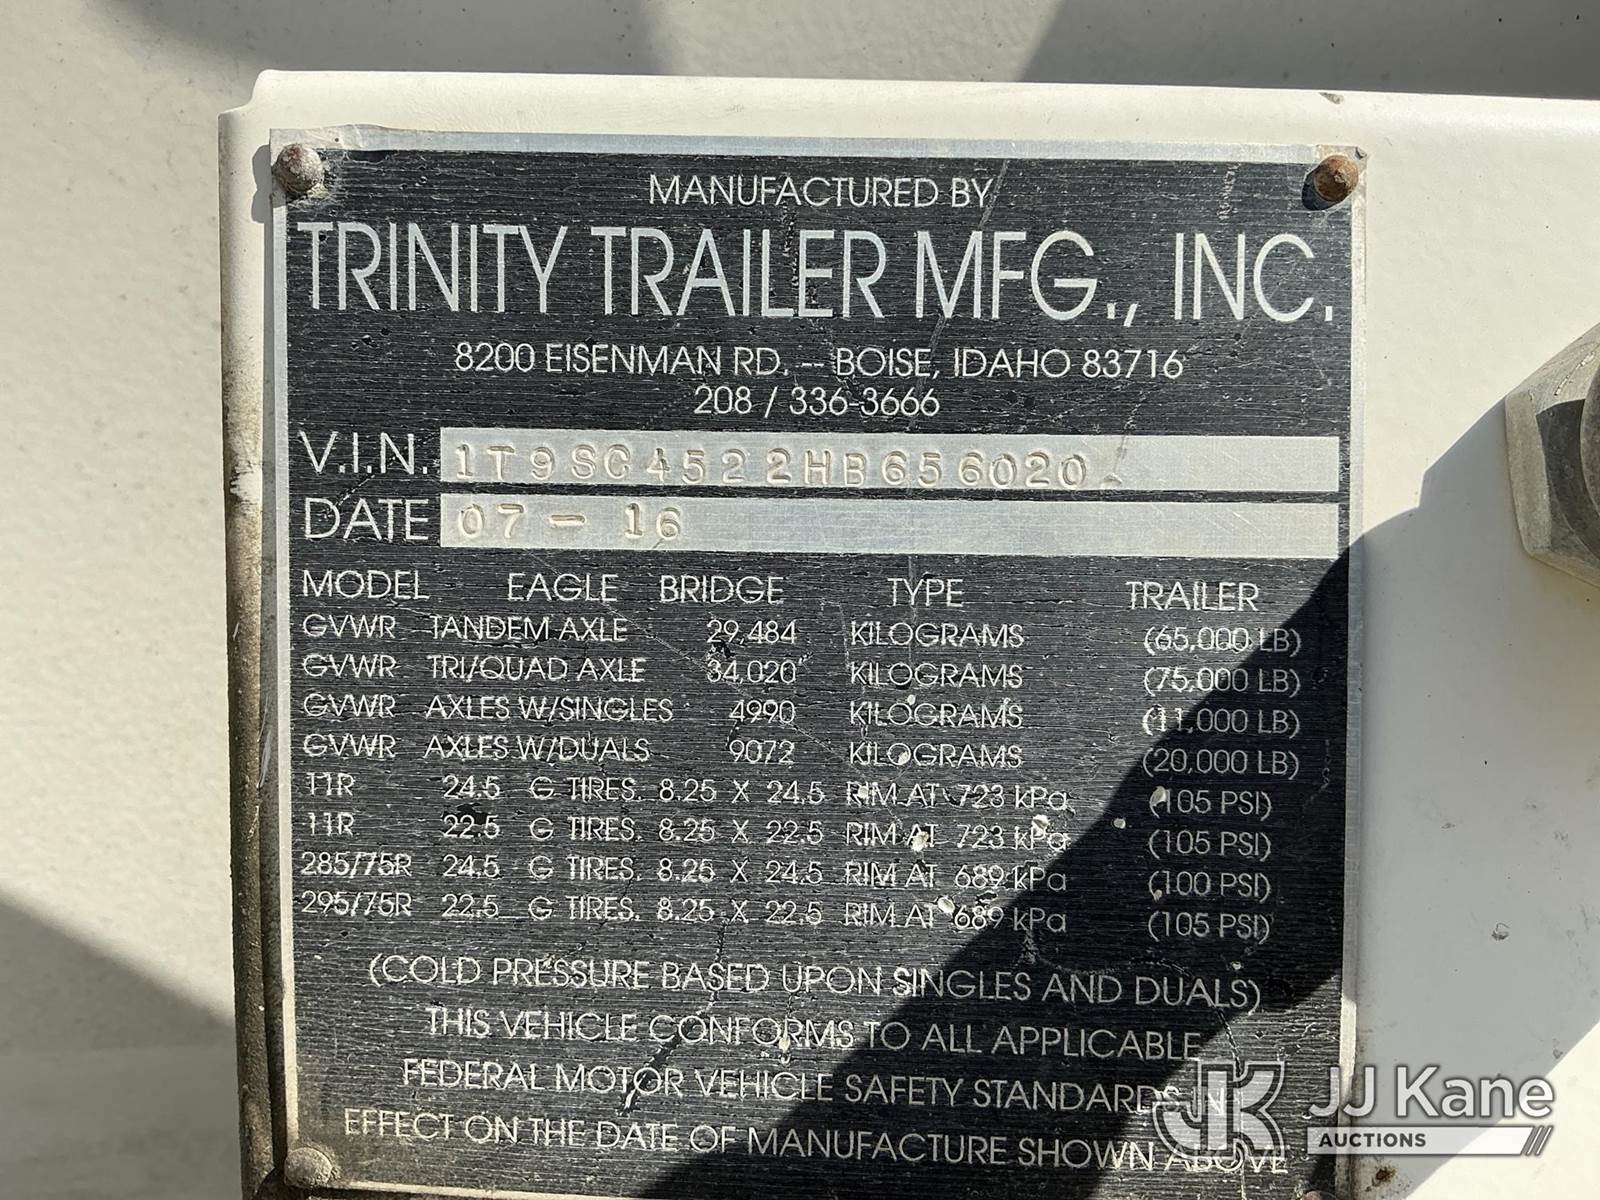 MANUFACTURED BY
TRINITY TRAILER MFG., INC.
8200 EISENMAN RD. -- BOISE, IDAHO 83716
208 / 336-3666
V.I.N. 1T9SC4522HB656020
DATE 07 - 16
MODEL EAGLE BRIDGE TYPE TRAILER
GVWR TANDEM AXLE 29,484 KILOGRAMS (65,000 LB)
GVWR TRI/QUAD AXLE 34,020 KILOGRAMS (75,000 LB)
GVWR AXLES W/SINGLES 4990 KILOGRAMS (11,000 LB)
GVWR AXLES W/DUALS 9072 KILOGRAMS (20,000 LB)
11R 24.5 G TIRES. 8.25 X 24.5 RIM AT 723 kPa. (105 PSI)
11R 22.5 G TIRES. 8.25 X 22.5 RIM AT 723 kPa (105 PSI)
285/75R 24.5 G TIRES. 8.25 X 24.5 RIM AT 689 kPa (100 PSI)
295/75R 22.5 G TIRES. 8.25 X 22.5 RIM AT 689 kPa (105 PSI)
(COLD PRESSURE BASED UPON SINGLES AND DUALS)
THIS VEHICLE CONFORMS TO ALL APPLICABLE
FEDERAL MOTOR VEHICLE SAFETY STANDARDS IN
EFFECT ON THE DATE OF MANUFACTURE SHOWN ABOVE
JK JJ Kane
AUCTIONS